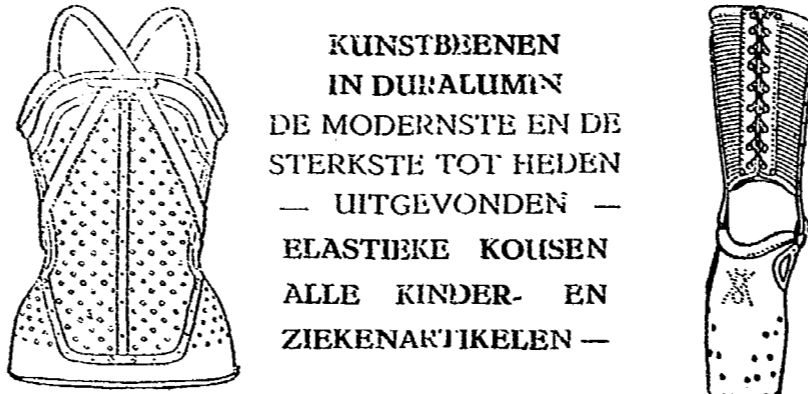 KUNSTBEENEN
IN DURALUMIN
DE MODERNSTE EN DE
STERKSTE TOT HEDEN
— UITGEVONDEN —
ELASTIEKE KOUSEN
ALLE KINDER- EN
ZIEKENARTIKELEN —